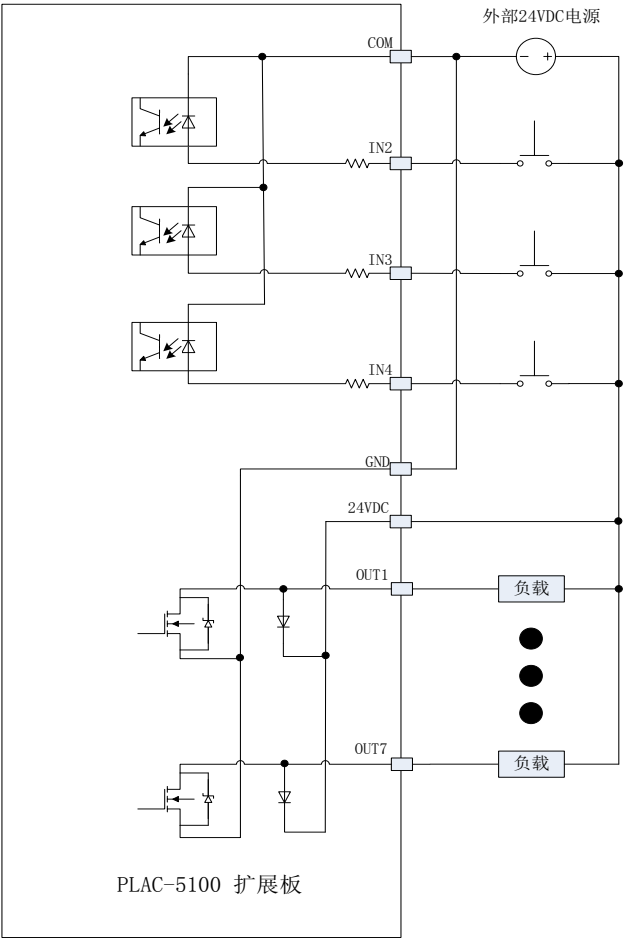 外部24VDC电源
COM
IN2
IN3
IN4
GND
24VDC
OUT1
负载
OUT7
负载
PLAC-5100 扩展板